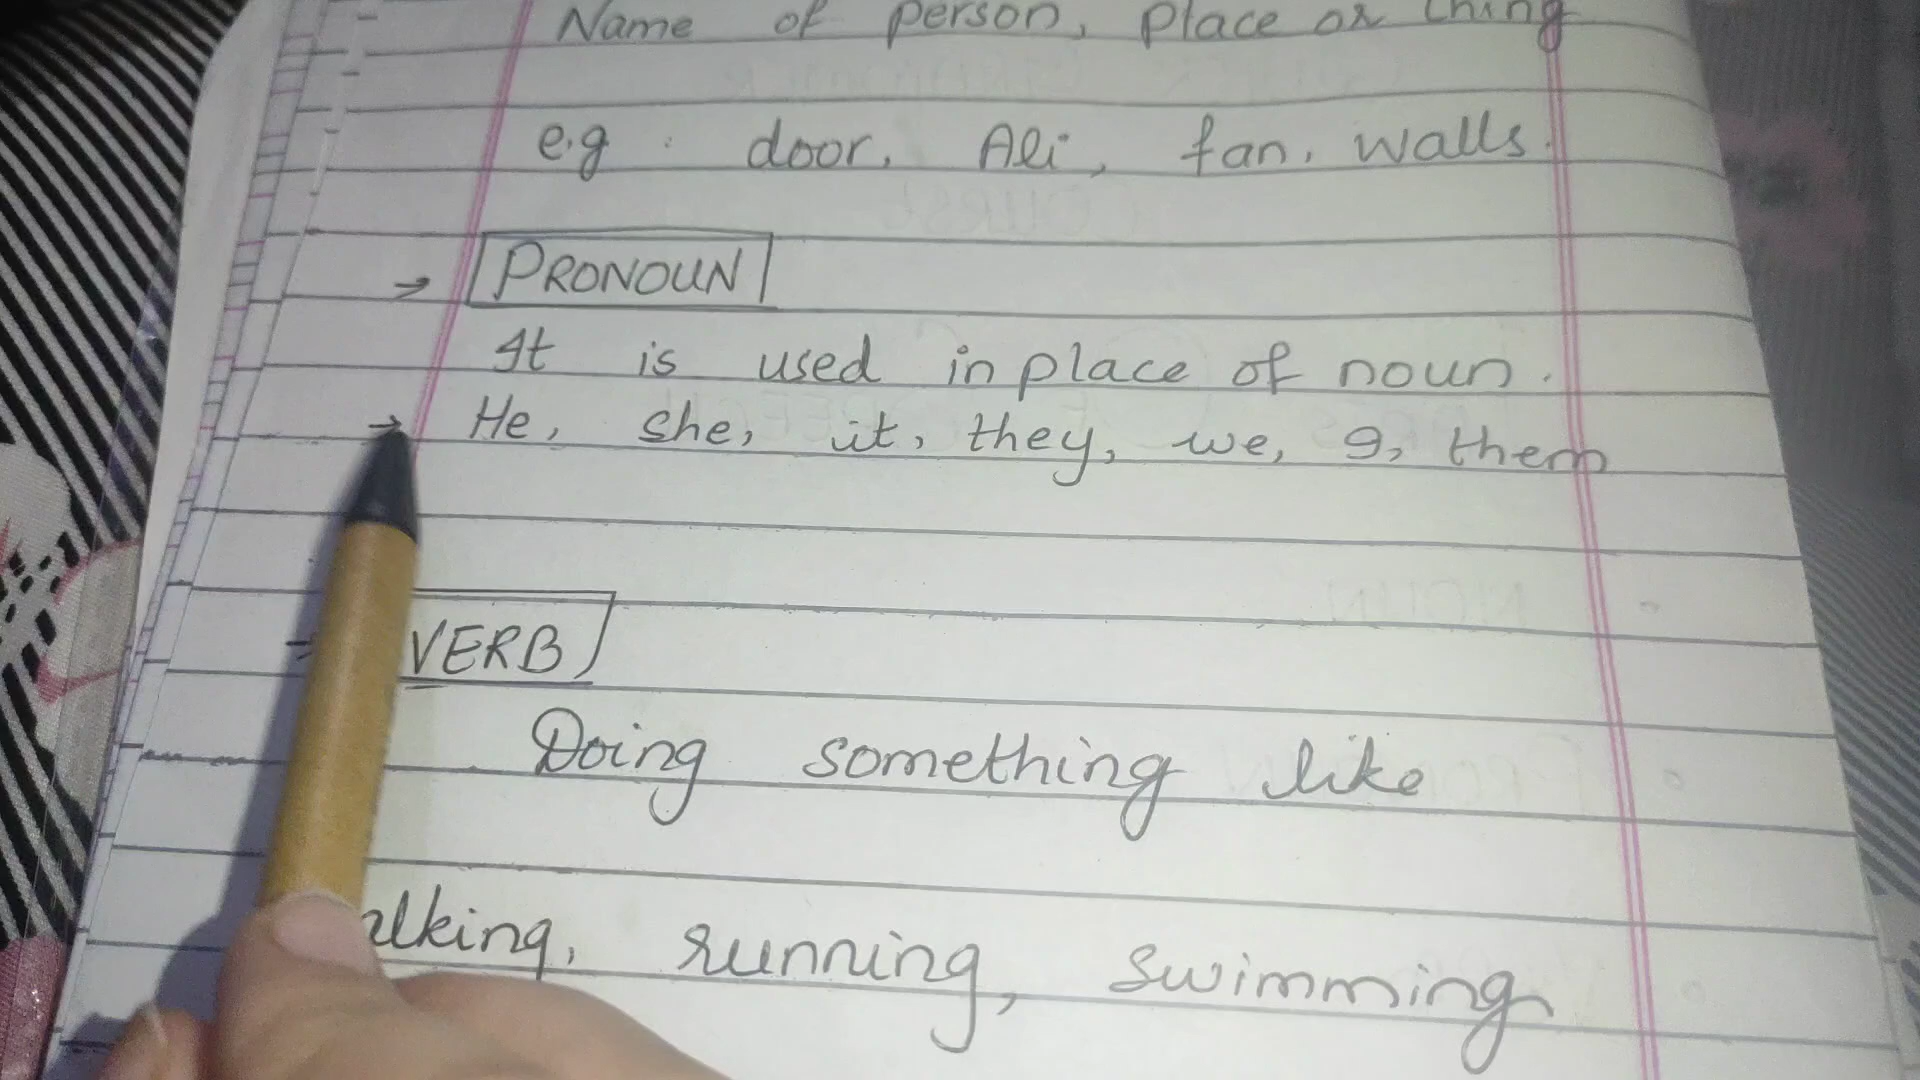 Name of person, place or thing
e.g : door, Ali, fan, walls.
→ PRONOUN
It is used in place of noun.
→ He, she, it, they, we, I, them
VERB
Doing something like
alking, running, swimming